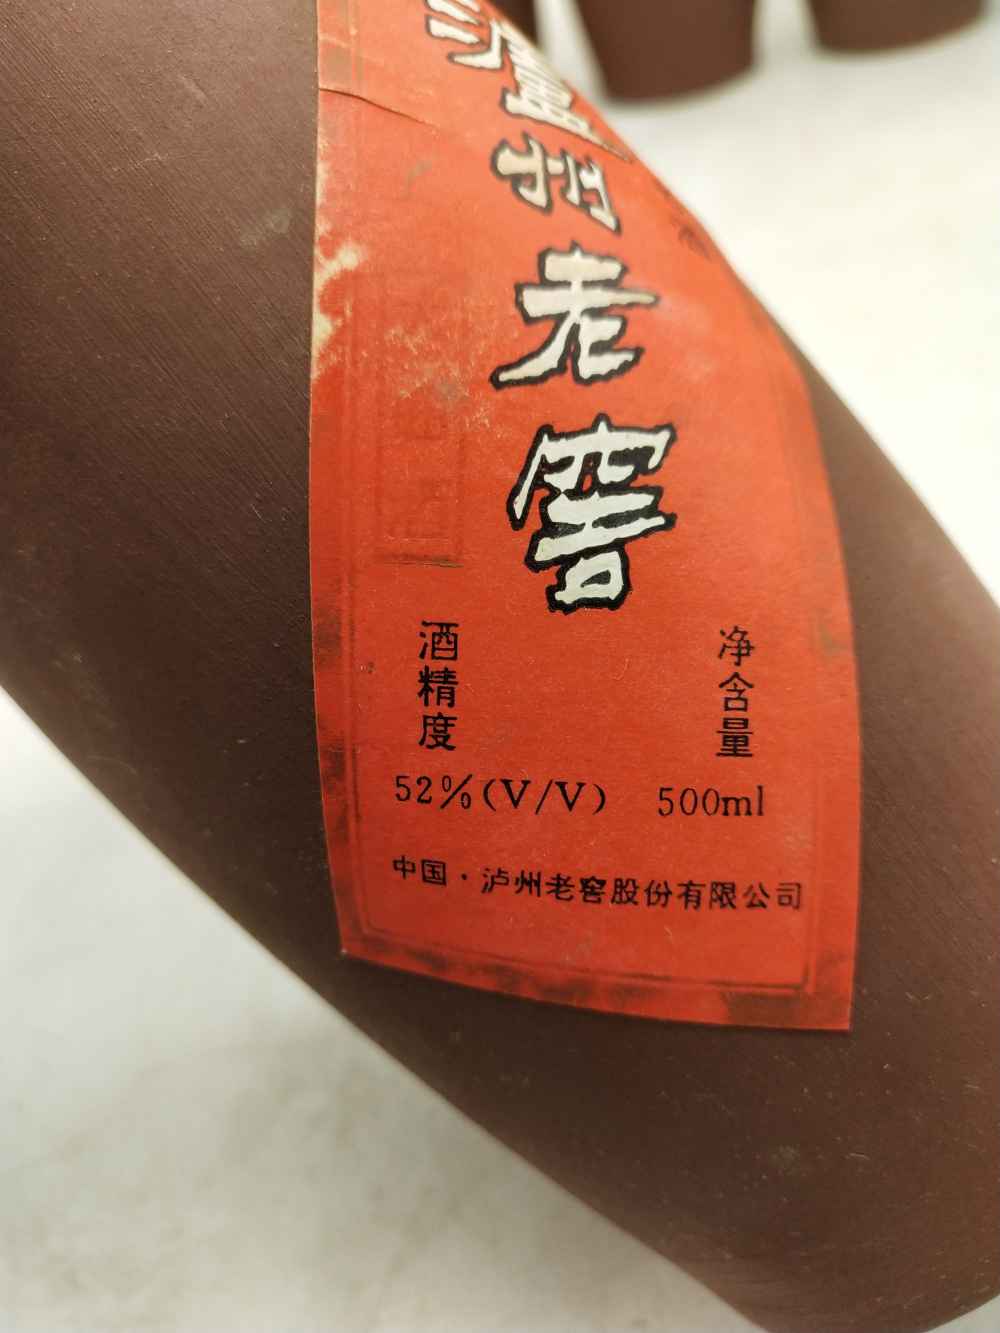 瀘州老窖
酒精度
52%(V/V)
净含量
500ml
中国·泸州老窖股份有限公司